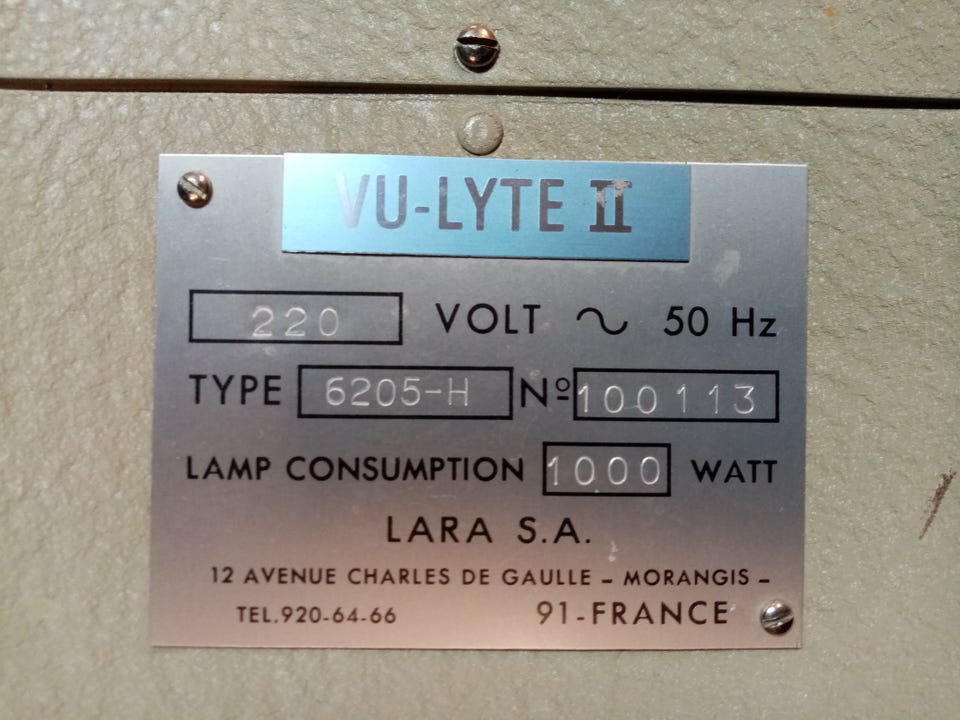 VU-LYTE II
220 VOLT ~ 50 Hz
TYPE 6205-H Nº 100113
LAMP CONSUMPTION 1000 WATT
LARA S.A.
12 AVENUE CHARLES DE GAULLE – MORANGIS –
TEL.920-64-66 91-FRANCE